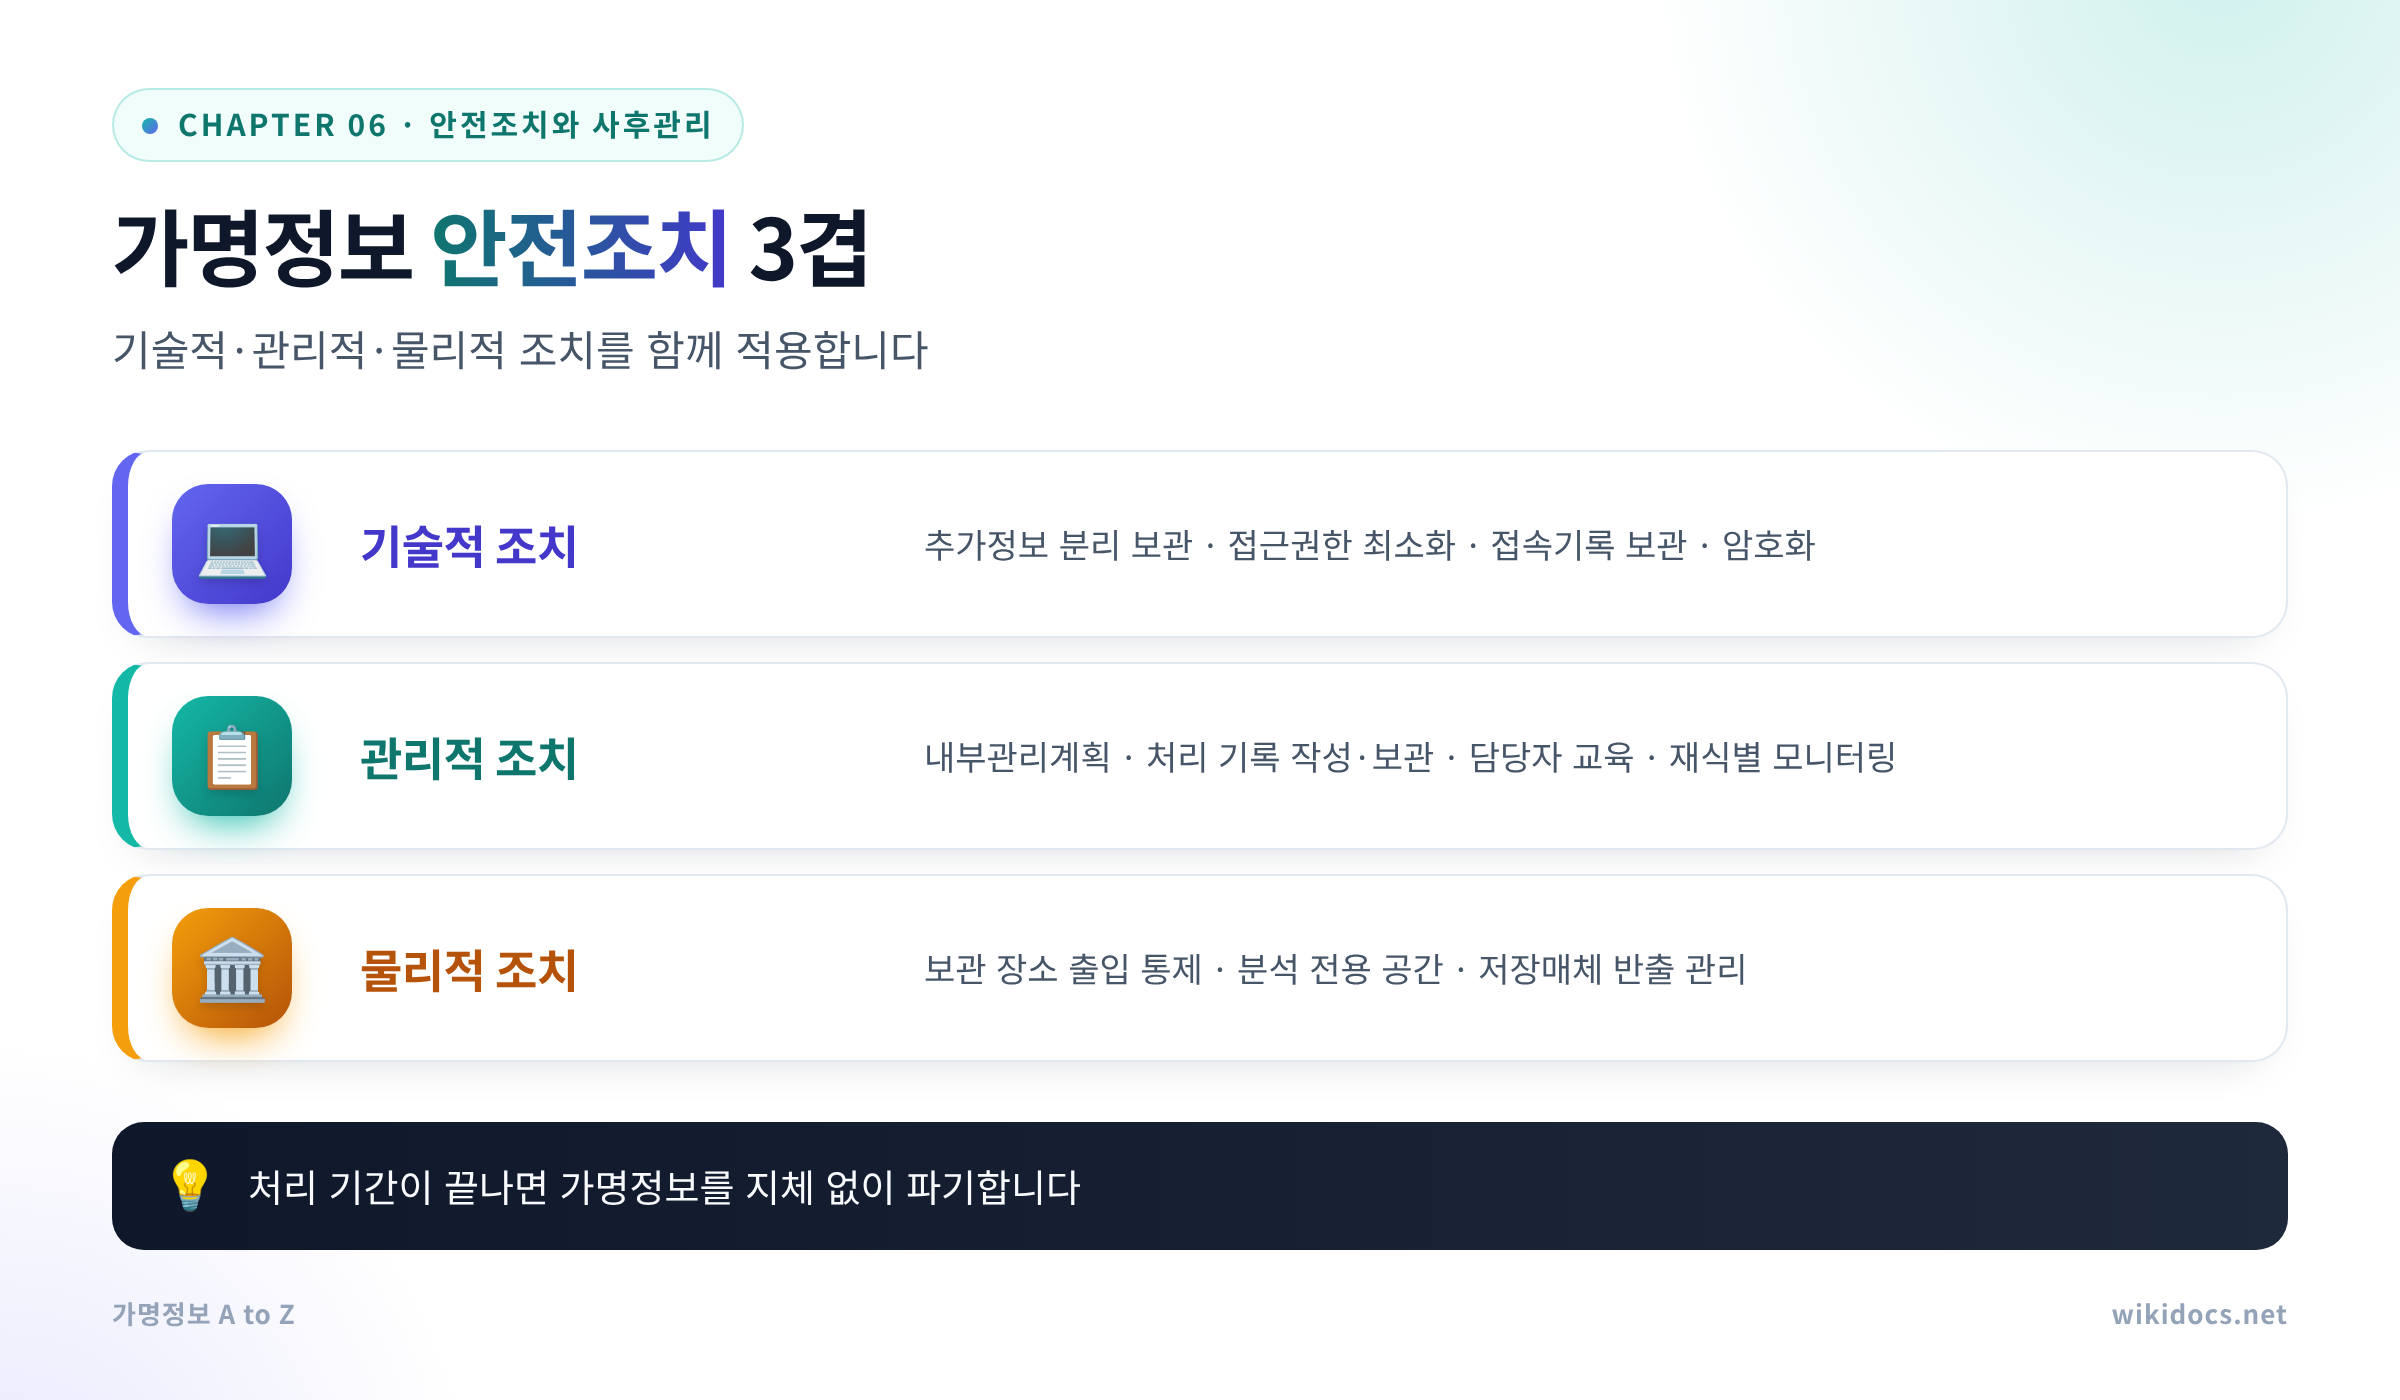 CHAPTER 06 · 안전조치와 사후관리
가명정보 안전조치 3겹
기술적·관리적·물리적 조치를 함께 적용합니다
기술적 조치
추가정보 분리 보관 · 접근권한 최소화 · 접속기록 보관 · 암호화
관리적 조치
내부관리계획 · 처리 기록 작성·보관 · 담당자 교육 · 재식별 모니터링
물리적 조치
보관 장소 출입 통제 · 분석 전용 공간 · 저장매체 반출 관리
처리 기간이 끝나면 가명정보를 지체 없이 파기합니다
가명정보 A to Z
wikidocs.net